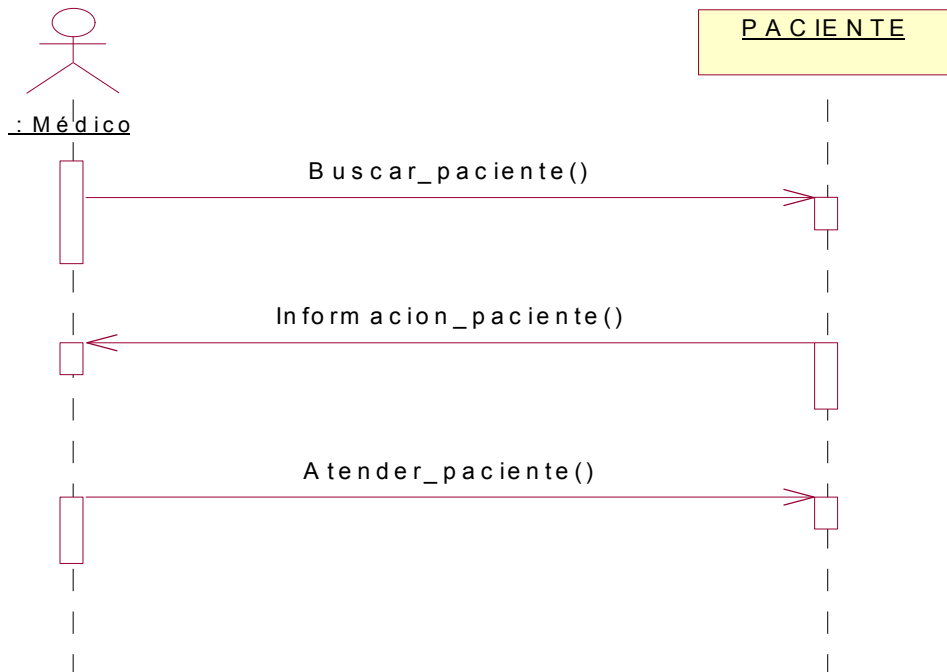 PACIENTE
: Médico
Buscar_paciente()
Informacion_paciente()
Atender_paciente()